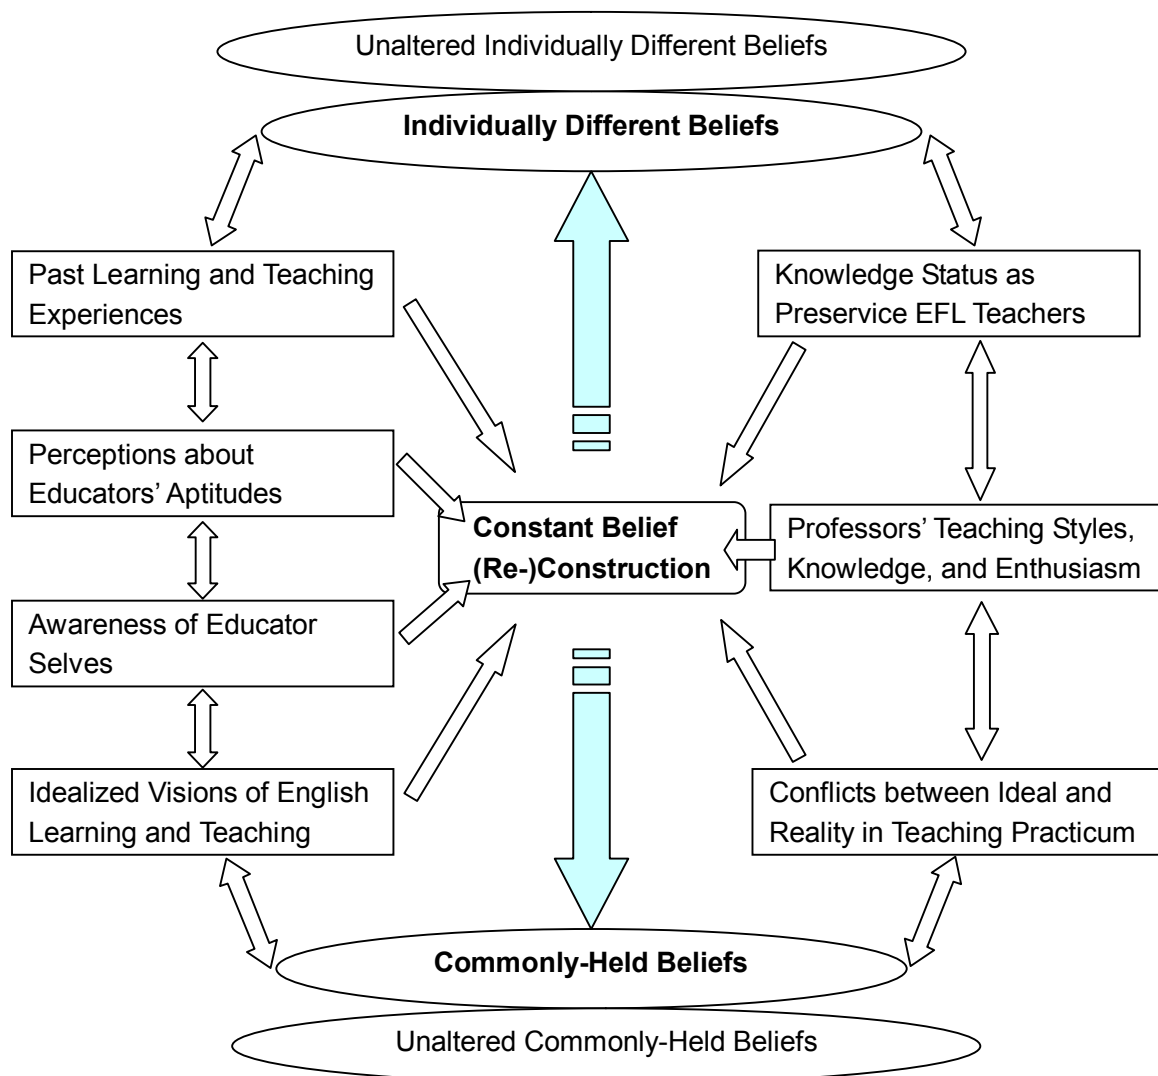 Unaltered Individually Different Beliefs
Individually Different Beliefs
Past Learning and Teaching
Experiences
Knowledge Status as
Preservice EFL Teachers
Perceptions about
Educators’ Aptitudes
Constant Belief
(Re-)Construction
Professors’ Teaching Styles,
Knowledge, and Enthusiasm
Awareness of Educator
Selves
Idealized Visions of English
Learning and Teaching
Conflicts between Ideal and
Reality in Teaching Practicum
Commonly-Held Beliefs
Unaltered Commonly-Held Beliefs